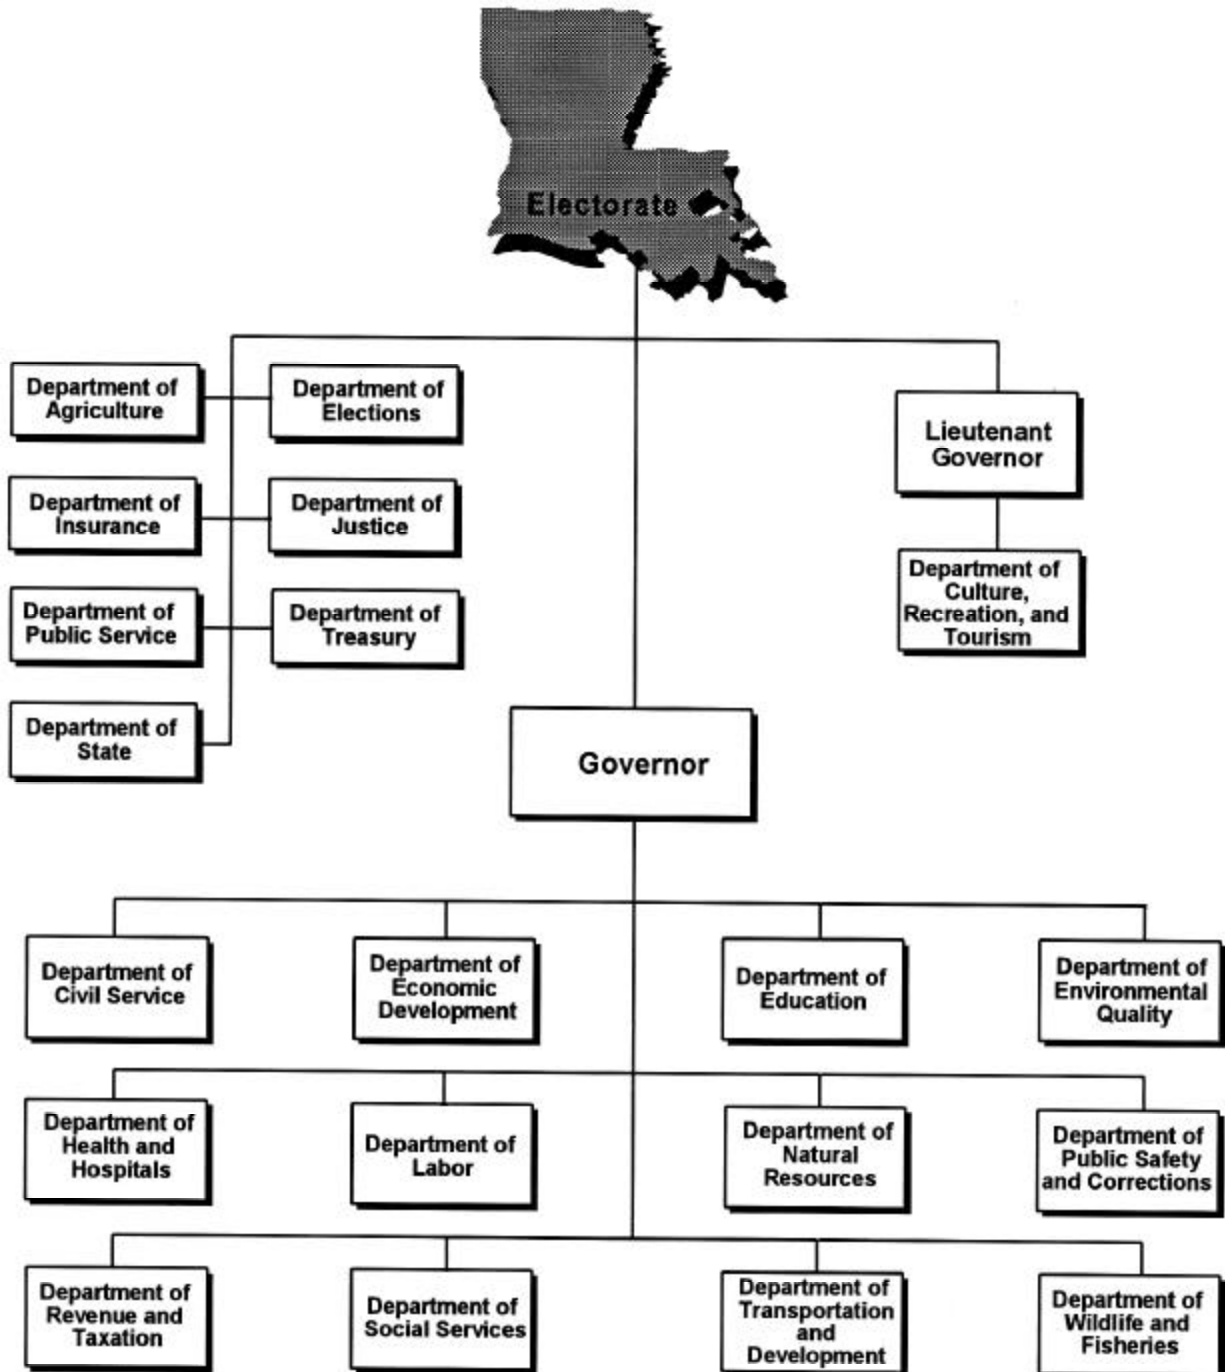 Electorate
Department of
Agriculture
Department of
Elections
Lieutenant
Governor
Department of
Insurance
Department of
Justice
Department of
Culture,
Recreation, and
Tourism
Department of
Public Service
Department of
Treasury
Department of
State
Governor
Department of
Civil Service
Department of
Economic
Development
Department of
Education
Department of
Environmental
Quality
Department of
Health and
Hospitals
Department of
Labor
Department of
Natural
Resources
Department of
Public Safety
and Corrections
Department of
Revenue and
Taxation
Department of
Social Services
Department of
Transportation
and
Development
Department of
Wildlife and
Fisheries